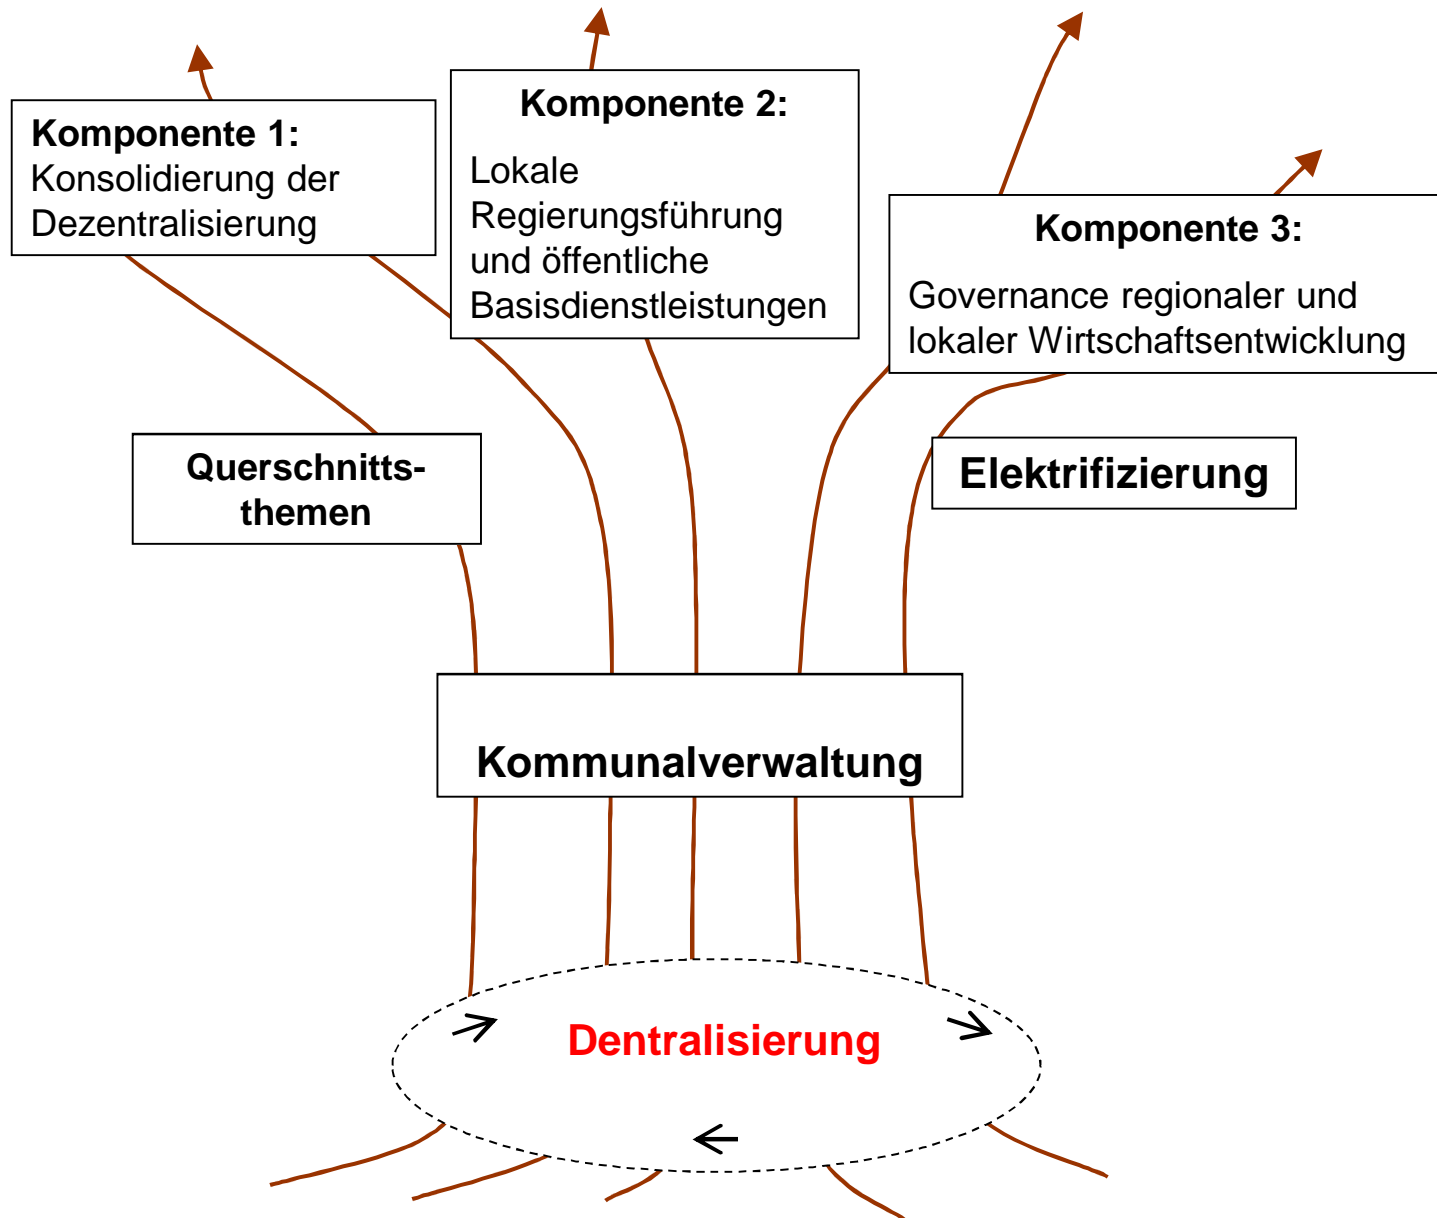 Komponente 1:
Konsolidierung der
Dezentralisierung
Komponente 2:
Lokale
Regierungsführung
und öffentliche
Basisdienstleistungen
Komponente 3:
Governance regionaler und
lokaler Wirtschaftsentwicklung
Querschnitts-
themen
Elektrifizierung
Kommunalverwaltung
Dentralisierung